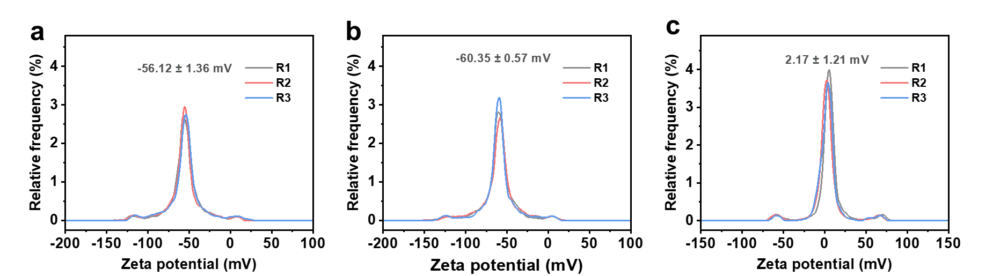 a
-56.12 ± 1.36 mV
R1
R2
R3
Relative frequency (%)
4
3
2
1
0
-200 -150 -100 -50 0 50 100
Zeta potential (mV)
b
-60.35 ± 0.57 mV
R1
R2
R3
Relative frequency (%)
4
3
2
1
0
-200 -150 -100 -50 0 50 100
Zeta potential (mV)
c
2.17 ± 1.21 mV
R1
R2
R3
Relative frequency (%)
4
3
2
1
0
-150 -100 -50 0 50 100 150
Zeta potential (mV)